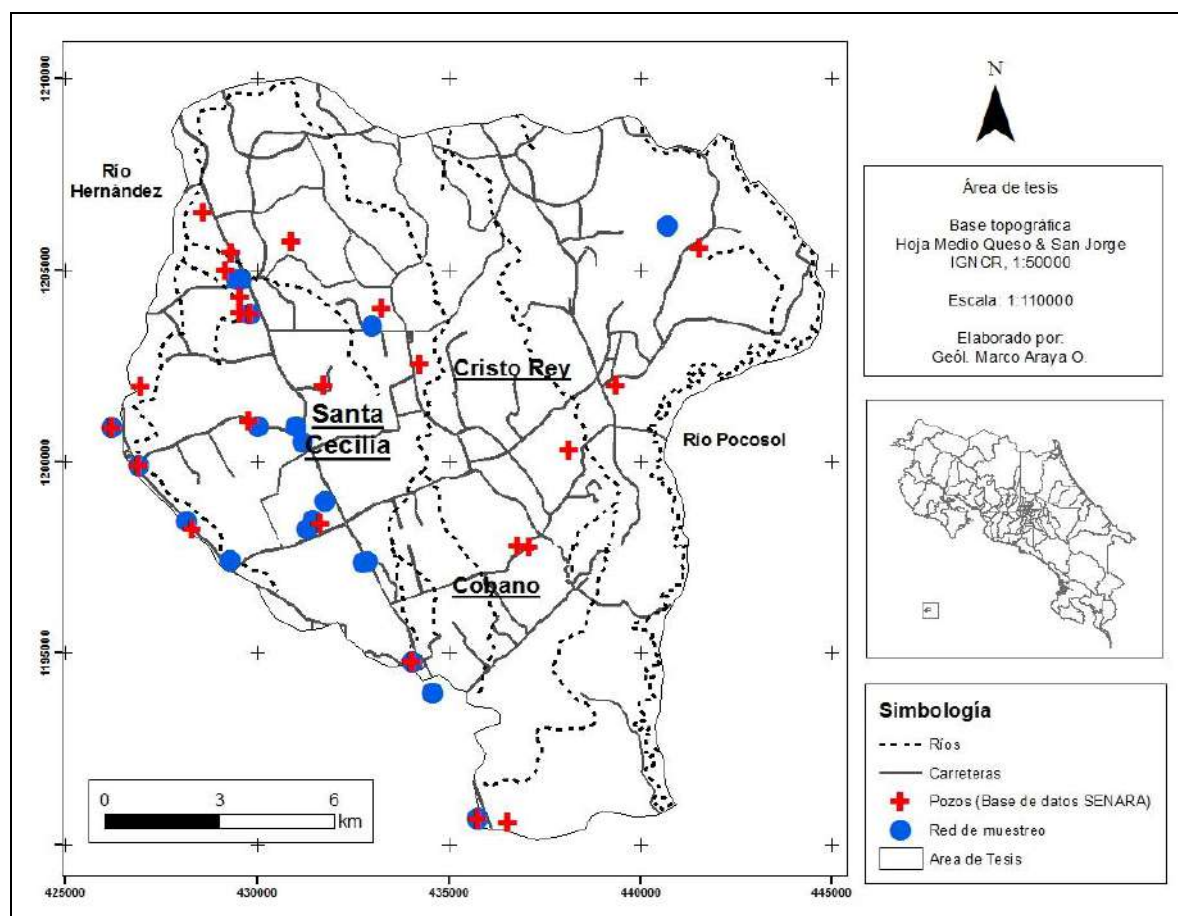 1210000
1205000
1200000
1195000
425000
430000
435000
440000
445000
Río
Hernández
Cristo Rey
Santa
Cecilia
Río Pocosol
Cobano
0 3 6
km
N
Área de tesis
Base topográfica
Hoja Medio Queso & San Jorge
IGNCR, 1:50000
Escala: 1:110000
Elaborado por:
Geól. Marco Araya O.
Simbología
Ríos
Carreteras
Pozos (Base de datos SENARA)
Red de muestreo
Area de Tesis